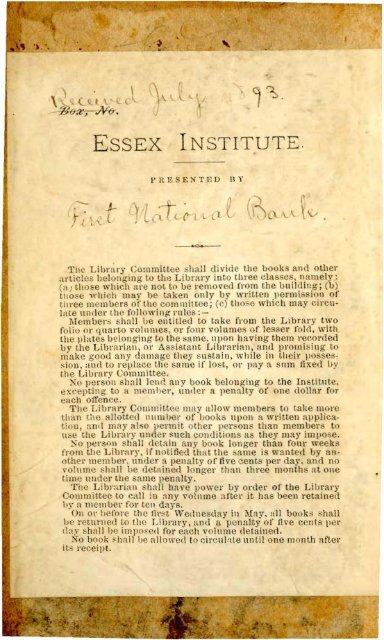 Received July, 1893.
Box, No.
ESSEX INSTITUTE.
PRESENTED BY
First National Bank.
The Library Committee shall divide the books and other
articles belonging to the Library into three classes, namely:
(a) those which are not to be removed from the building; (b)
those which may be taken only by written permission of
three members of the committee; (c) those which may circu-
late under the following rules:—
Members shall be entitled to take from the Library two
folio or quarto volumes, or four volumes of lesser fold, with
the plates belonging to the same, upon having them recorded
by the Librarian, or Assistant Librarian, and promising to
make good any damage they sustain, while in their posses-
sion, and to replace the same if lost, or pay a sum fixed by
the Library Committee.
No person shall lend any book belonging to the Institute,
excepting to a member, under a penalty of one dollar for
each offence.
The Library Committee may allow members to take more
than the allotted number of books upon a written applica-
tion, and may also permit other persons than members to
use the Library under such conditions as they may impose.
No person shall detain any book longer than four weeks
from the Library, if notified that the same is wanted by an-
other member, under a penalty of five cents per day, and no
volume shall be detained longer than three months at one
time under the same penalty.
The Librarian shall have power by order of the Library
Committee to call in any volume after it has been retained
by a member for ten days.
On or before the first Wednesday in May, all books shall
be returned to the Library, and a penalty of five cents per
day shall be imposed for each volume detained.
No book shall be allowed to circulate until one month after
its receipt.